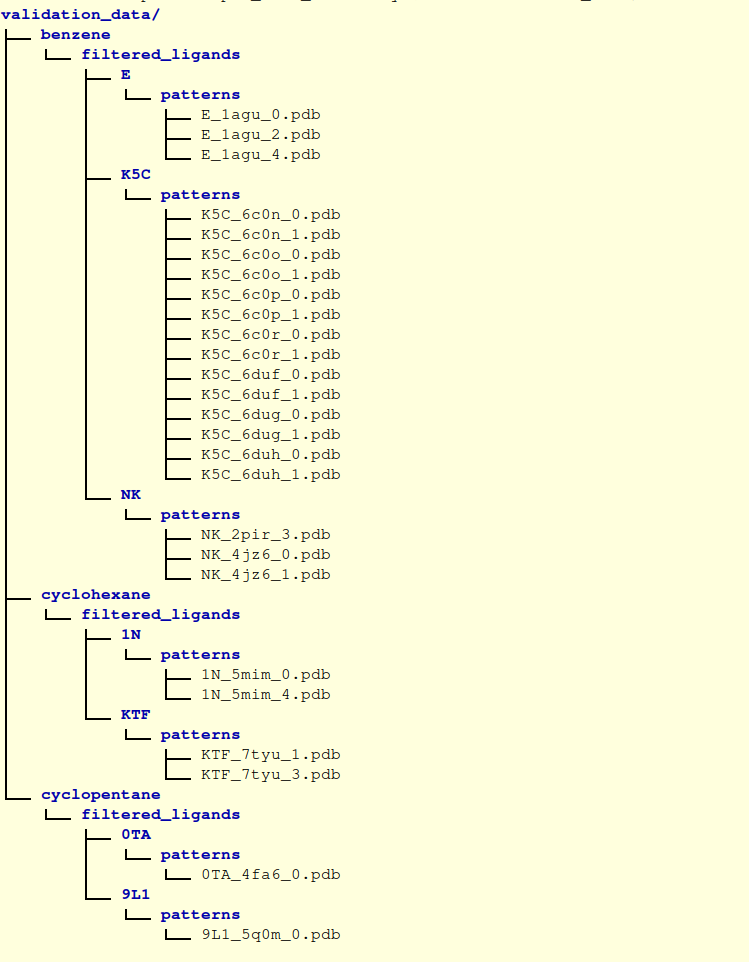 validation_data/
benzene
filtered_ligands
E
patterns
E_1agu_0.pdb
E_1agu_2.pdb
E_1agu_4.pdb
K5C
patterns
K5C_6c0n_0.pdb
K5C_6c0n_1.pdb
K5C_6c0o_0.pdb
K5C_6c0o_1.pdb
K5C_6c0p_0.pdb
K5C_6c0p_1.pdb
K5C_6c0r_0.pdb
K5C_6c0r_1.pdb
K5C_6duf_0.pdb
K5C_6duf_1.pdb
K5C_6dug_0.pdb
K5C_6dug_1.pdb
K5C_6duh_0.pdb
K5C_6duh_1.pdb
NK
patterns
NK_2pir_3.pdb
NK_4jz6_0.pdb
NK_4jz6_1.pdb
cyclohexane
filtered_ligands
1N
patterns
1N_5mim_0.pdb
1N_5mim_4.pdb
KTF
patterns
KTF_7tyu_1.pdb
KTF_7tyu_3.pdb
cyclopentane
filtered_ligands
0TA
patterns
0TA_4fa6_0.pdb
9L1
patterns
9L1_5q0m_0.pdb